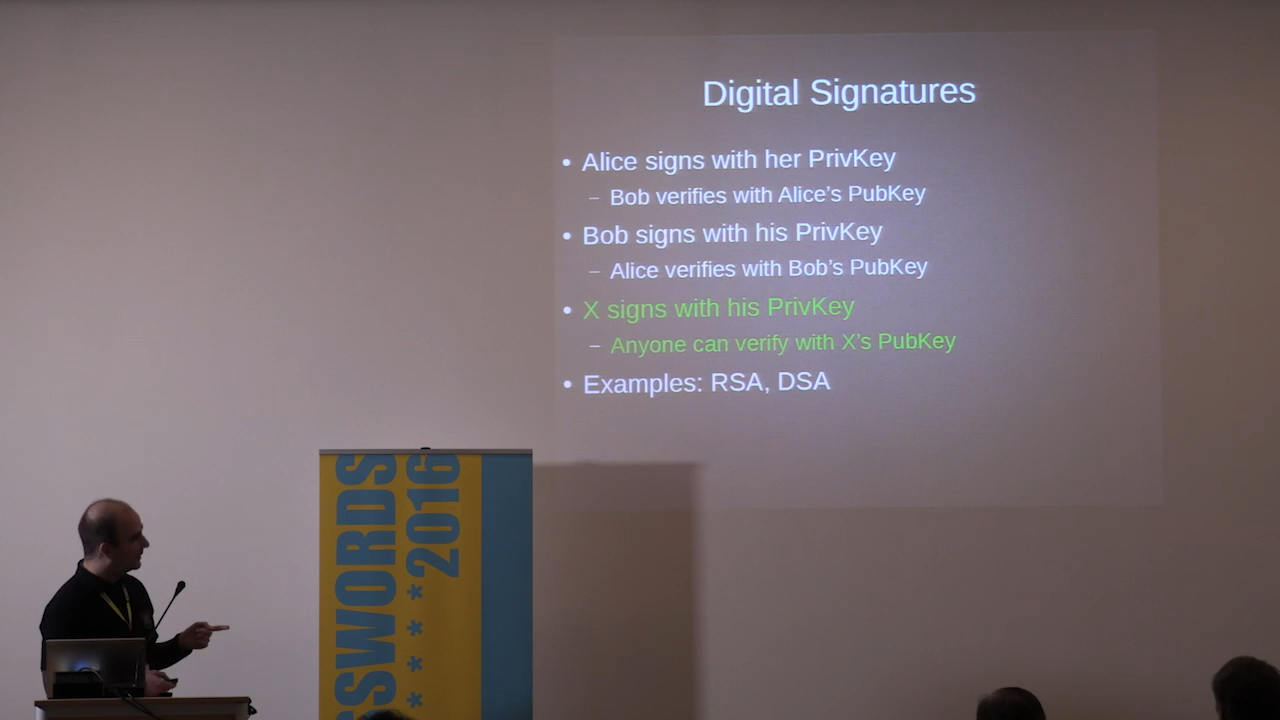 Digital Signatures
• Alice signs with her PrivKey
– Bob verifies with Alice’s PubKey
• Bob signs with his PrivKey
– Alice verifies with Bob’s PubKey
• X signs with his PrivKey
– Anyone can verify with X’s PubKey
• Examples: RSA, DSA
SSWORDS
* * * * 2016